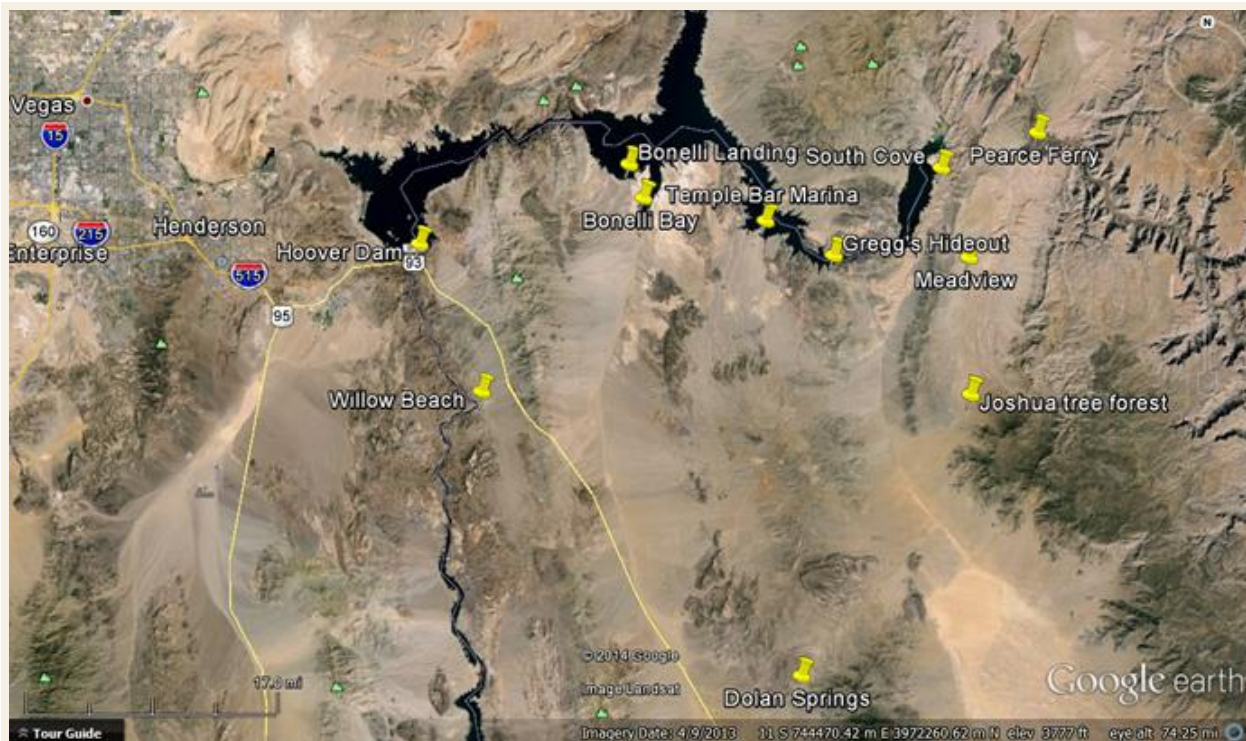 N
Vegas
15
Bonelli Landing
South Cove
Pearce Ferry
Temple Bar Marina
Bonelli Bay
160
215
Henderson
Enterprise
Hoover Dam
93
Gregg's Hideout
515
Meadview
95
Willow Beach
Joshua tree forest
© 2014 Google
17.0 mi
Image Landsat
Dolan Springs
Google earth
Tour Guide
Imagery Date: 4/9/2013 11 S 744470.42 m E 3972260.62 m N elev 3777 ft eye alt 74.25 mi